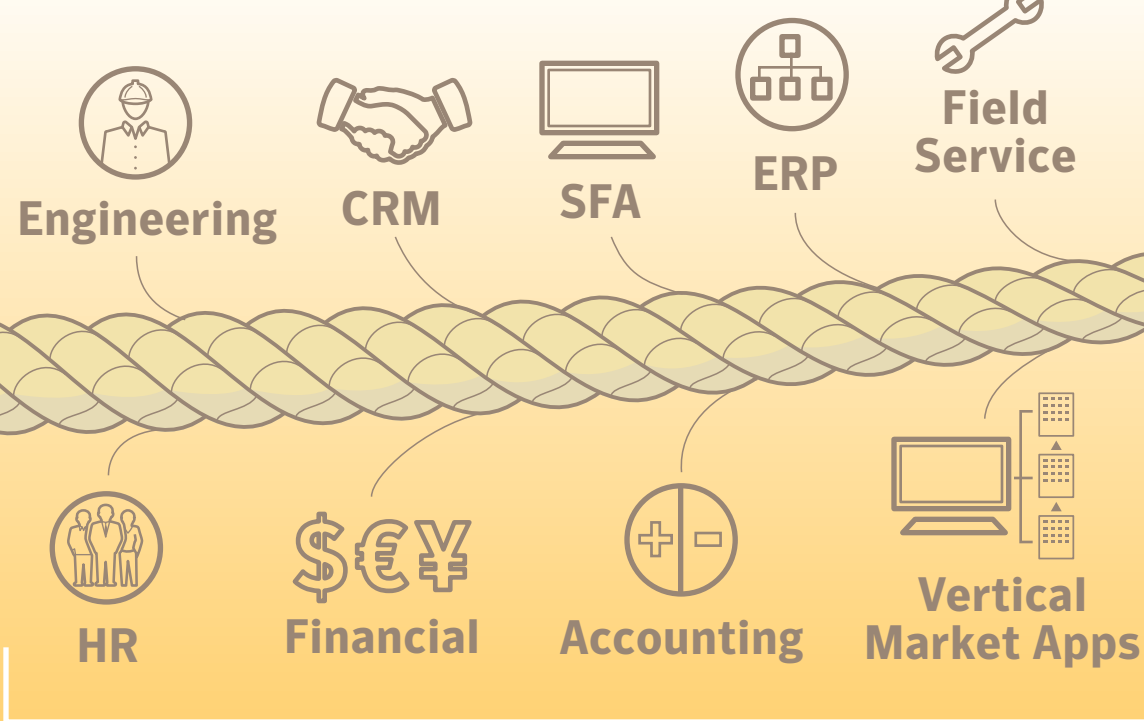 Engineering
CRM
SFA
ERP
Field
Service
HR
$€¥
Financial
Accounting
Vertical
Market Apps